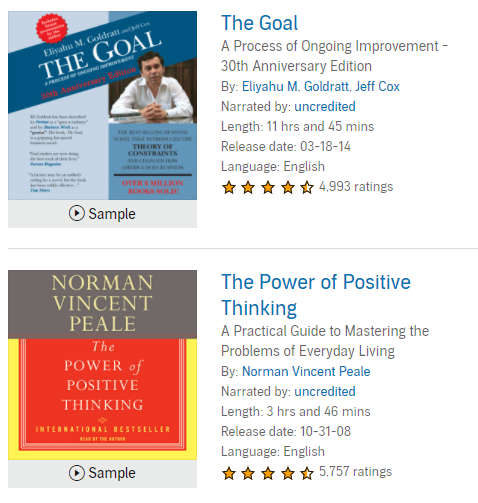 Eliyahu M. Goldratt and Jeff Cox
THE GOAL
A PROCESS OF ONGOING IMPROVEMENT
30th Anniversary Edition
THE BESTSELLING BUSINESS
NOVEL THAT INTRODUCED THE
THEORY OF
CONSTRAINTS
AND CHANGED HOW
AMERICA DOES BUSINESS
OVER 6 MILLION
BOOKS SOLD!
Sample
The Goal
A Process of Ongoing Improvement -
30th Anniversary Edition
By: Eliyahu M. Goldratt, Jeff Cox
Narrated by: uncredited
Length: 11 hrs and 45 mins
Release date: 03-18-14
Language: English
4,993 ratings
NORMAN
VINCENT
PEALE
The
POWER of
POSITIVE
THINKING
INTERNATIONAL BESTSELLER
READ BY THE AUTHOR
Sample
The Power of Positive
Thinking
A Practical Guide to Mastering the
Problems of Everyday Living
By: Norman Vincent Peale
Narrated by: uncredited
Length: 3 hrs and 46 mins
Release date: 10-31-08
Language: English
5,757 ratings